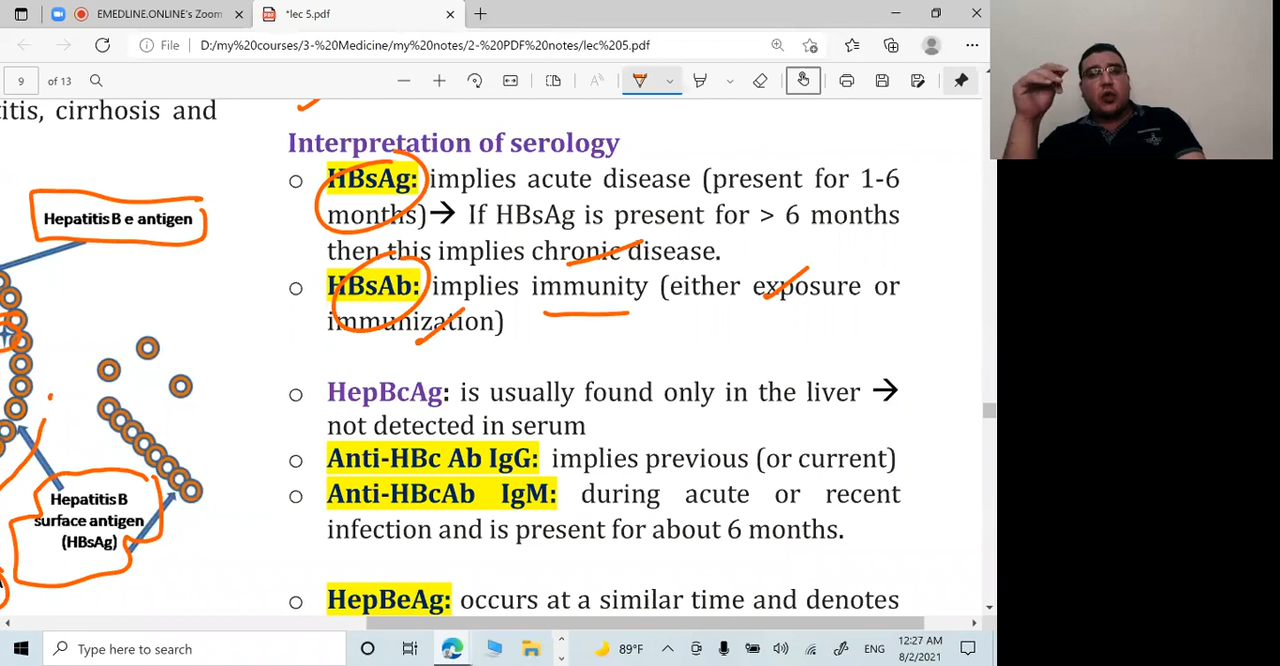 EMEDLINE.ONLINE's Zoom
*lec 5.pdf
File
D:/my%20courses/3-%20Medicine/my%20notes/2-%20PDF%20notes/lec%205.pdf
9 of 13
titis, cirrhosis and
Hepatitis B e antigen
Hepatitis B
surface antigen
(HBsAg)
Interpretation of serology
HBsAg: implies acute disease (present for 1-6
months)→ If HBsAg is present for > 6 months
then this implies chronic disease.
HBsAb: implies immunity (either exposure or
immunization)
HepBcAg: is usually found only in the liver →
not detected in serum
Anti-HBc Ab IgG: implies previous (or current)
Anti-HBcAb IgM: during acute or recent
infection and is present for about 6 months.
HepBeAg: occurs at a similar time and denotes
Type here to search
89°F
ENG
12:27 AM
8/2/2021